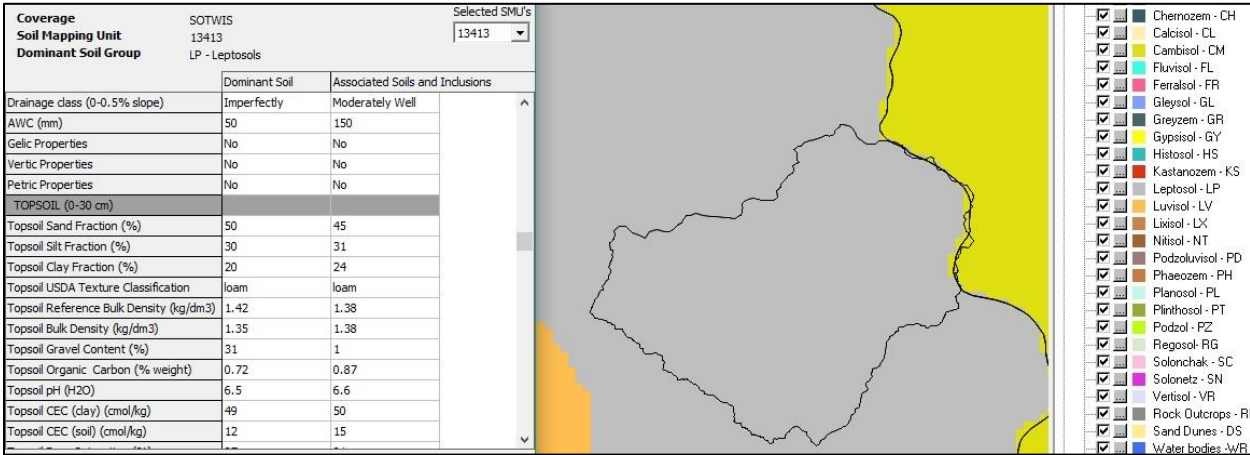 Coverage SOTWIS Selected SMU's
Soil Mapping Unit 13413 13413
Dominant Soil Group LP - Leptosols
Dominant Soil Associated Soils and Inclusions
Drainage class (0-0.5% slope) Imperfectly Moderately Well
AWC (mm) 50 150
Gelic Properties No No
Vertic Properties No No
Petric Properties No No
TOPSOIL (0-30 cm)
Topsoil Sand Fraction (%) 50 45
Topsoil Silt Fraction (%) 30 31
Topsoil Clay Fraction (%) 20 24
Topsoil USDA Texture Classification loam loam
Topsoil Reference Bulk Density (kg/dm3) 1.42 1.38
Topsoil Bulk Density (kg/dm3) 1.35 1.38
Topsoil Gravel Content (%) 31 1
Topsoil Organic Carbon (% weight) 0.72 0.87
Topsoil pH (H2O) 6.5 6.6
Topsoil CEC (clay) (cmol/kg) 49 50
Topsoil CEC (soil) (cmol/kg) 12 15
Chernozem - CH
Calcisol - CL
Cambisol - CM
Fluvisol - FL
Ferralsol - FR
Gleysol - GL
Greyzem - GR
Gypsisol - GY
Histosol - HS
Kastanozem - KS
Leptosol - LP
Luvisol - LV
Lixisol - LX
Nitisol - NT
Podzoluvisol - PD
Phaeozem - PH
Planosol - PL
Plinthosol - PT
Podzol - PZ
Regosol- RG
Solonchak - SC
Solonetz - SN
Vertisol - VR
Rock Outcrops - R
Sand Dunes - DS
Water bodies -WR